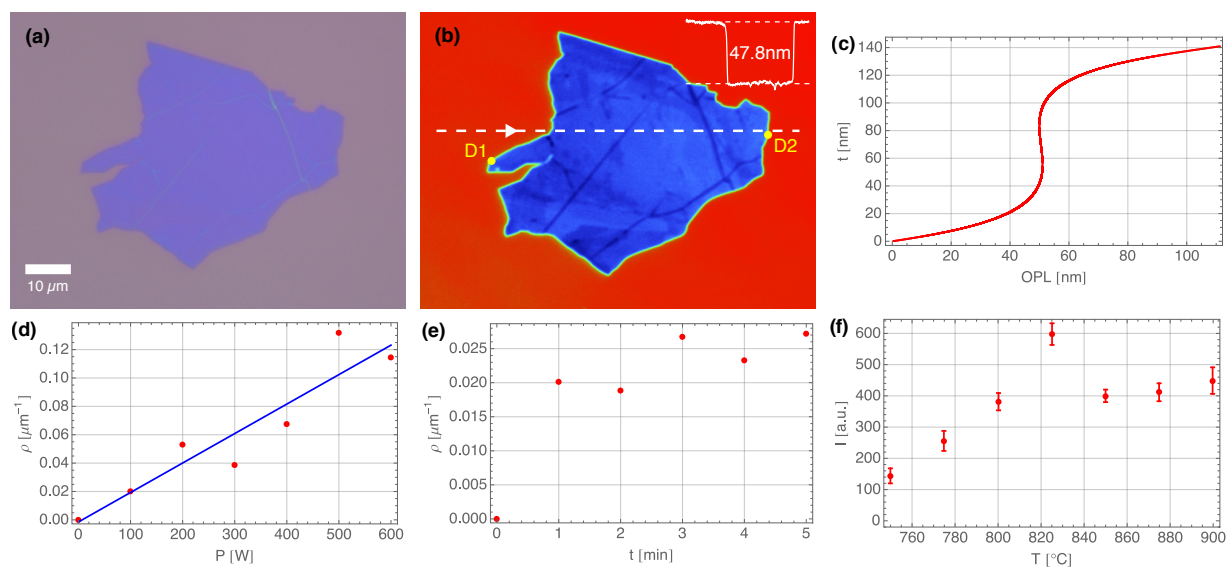 (a)
10 µm
(b)
47.8nm
D1
D2
(c)
140
120
100
80
60
40
20
0
t [nm]
0 20 40 60 80 100
OPL [nm]
(d)
0.12
0.10
0.08
0.06
0.04
0.02
0.00
ρ [µm⁻¹]
0 100 200 300 400 500 600
P [W]
(e)
0.025
0.020
0.015
0.010
0.005
0.000
ρ [µm⁻¹]
0 1 2 3 4 5
t [min]
(f)
600
500
400
300
200
100
0
I [a.u.]
760 780 800 820 840 860 880 900
T [°C]